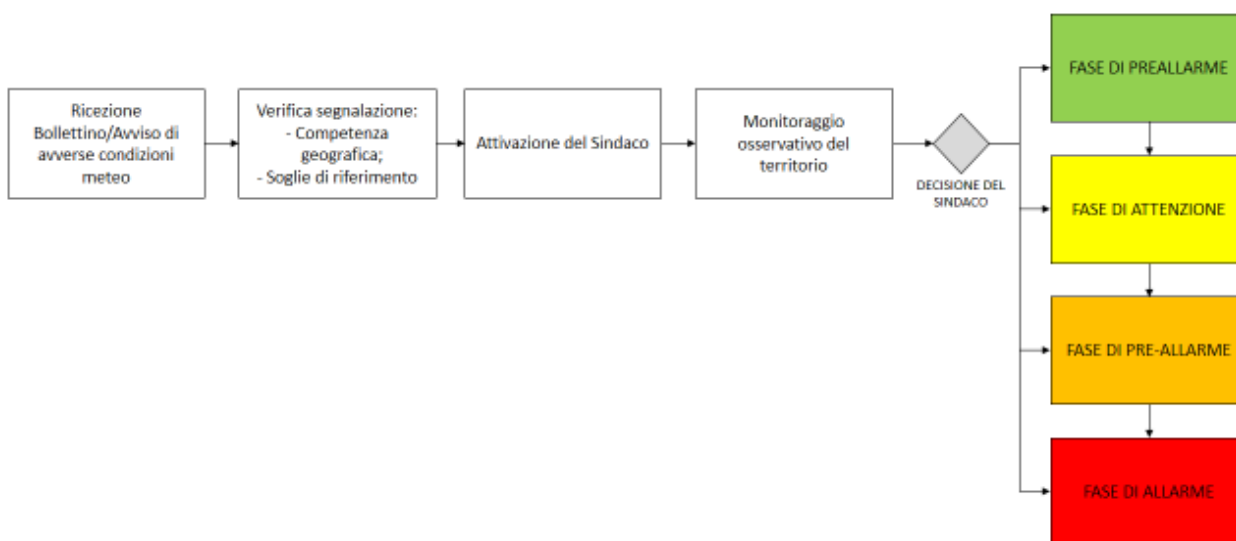 Ricezione
Bollettino/Avviso di
avverse condizioni
meteo
Verifica segnalazione:
- Competenza
geografica;
- Soglie di riferimento
Attivazione del Sindaco
Monitoraggio
osservativo del
territorio
DECISIONE DEL
SINDACO
FASE DI PREALLARME
FASE DI ATTENZIONE
FASE DI PRE-ALLARME
FASE DI ALLARME